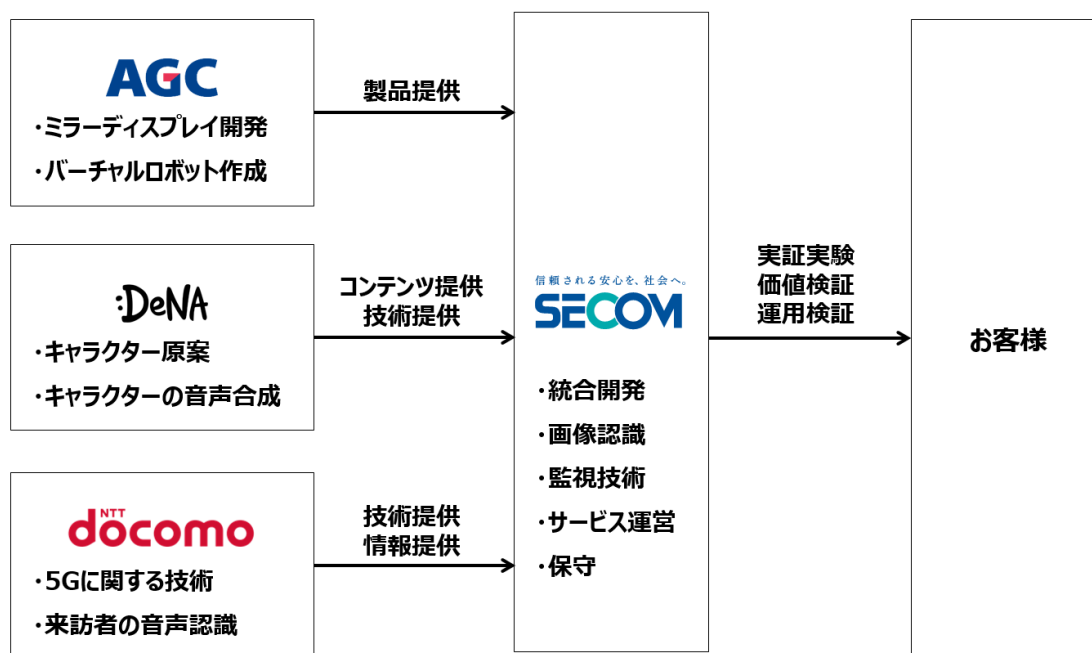 AGC
・ミラーディスプレイ開発
・バーチャルロボット作成
製品提供
:DeNA
・キャラクター原案
・キャラクターの音声合成
コンテンツ提供
技術提供
NTT
docomo
・5Gに関する技術
・来訪者の音声認識
技術提供
情報提供
信頼される安心を、社会へ。
SECOM
・統合開発
・画像認識
・監視技術
・サービス運営
・保守
実証実験
価値検証
運用検証
お客様